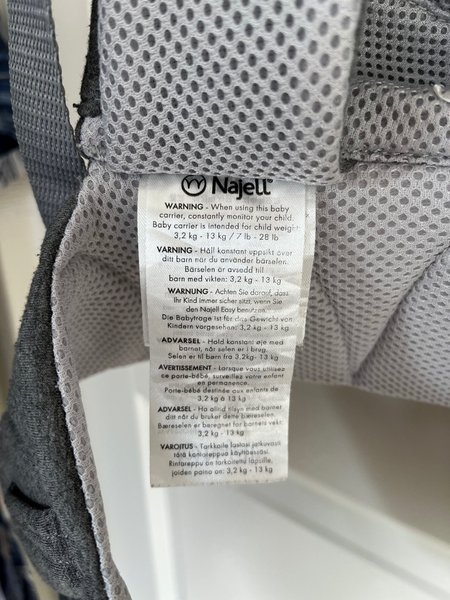 Najell
WARNING - When using this baby
carrier, constantly monitor your child.
Baby carrier is intended for child weight
3,2 kg - 13 kg / 7 lb - 28 lb
VARNING - Håll konstant uppsikt över
ditt barn när du använder bärselen.
Bärselen är avsedd till
barn med vikten: 3,2 kg - 13 kg
WARNUNG - Achten Sie darauf, dass
Ihr Kind immer sicher sitzt, wenn Sie
den Najell Easy benutzen.
Die Babytrage ist für das Gewicht von
Kindern vorgesehen: 3,2 kg - 13 kg
ADVARSEL - Hold konstant øje med
barnet, når selen er i brug.
Selen er til børn fra 3,2kg- 13 kg
AVERTISSEMENT - Lorsque vous utilisez
ce porte-bébé, surveillez votre enfant
en permanence.
Porte-bébé destinée aux enfants de
3,2 kg à 13 kg
ADVARSEL - Ha alltid tilsyn med barnet
ditt når du bruker dette bæreselen.
Bæreselen er beregnet for barnets vekt:
3,2 kg - 13 kg
VAROITUS - Tarkkaile lastasi jatkuvasti
tätä kantoreppua käyttäessäsi.
Rintareppu on tarkoitettu lapsille,
joiden paino on: 3,2 kg - 13 kg